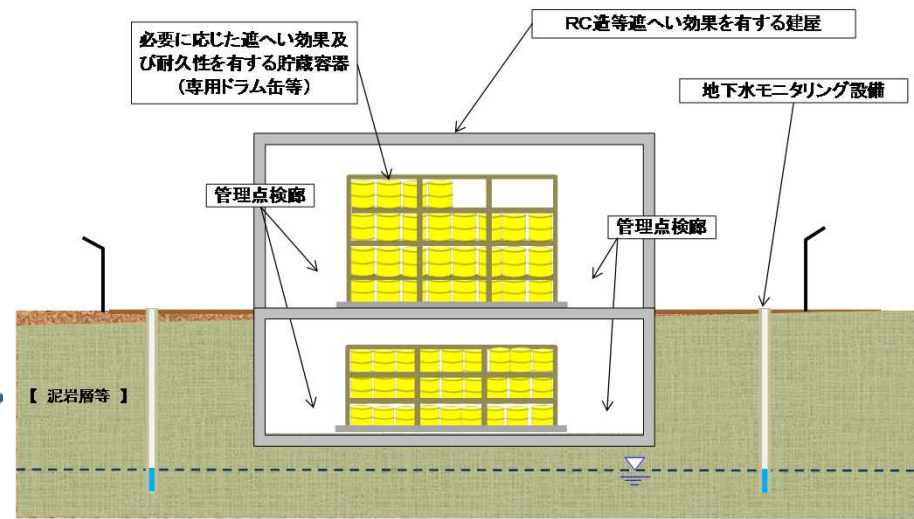 RC造等遮へい効果を有する建屋
必要に応じた遮へい効果及
び耐久性を有する貯蔵容器
(専用ドラム缶等)
地下水モニタリング設備
管理点検廊
管理点検廊
【 泥岩層等 】